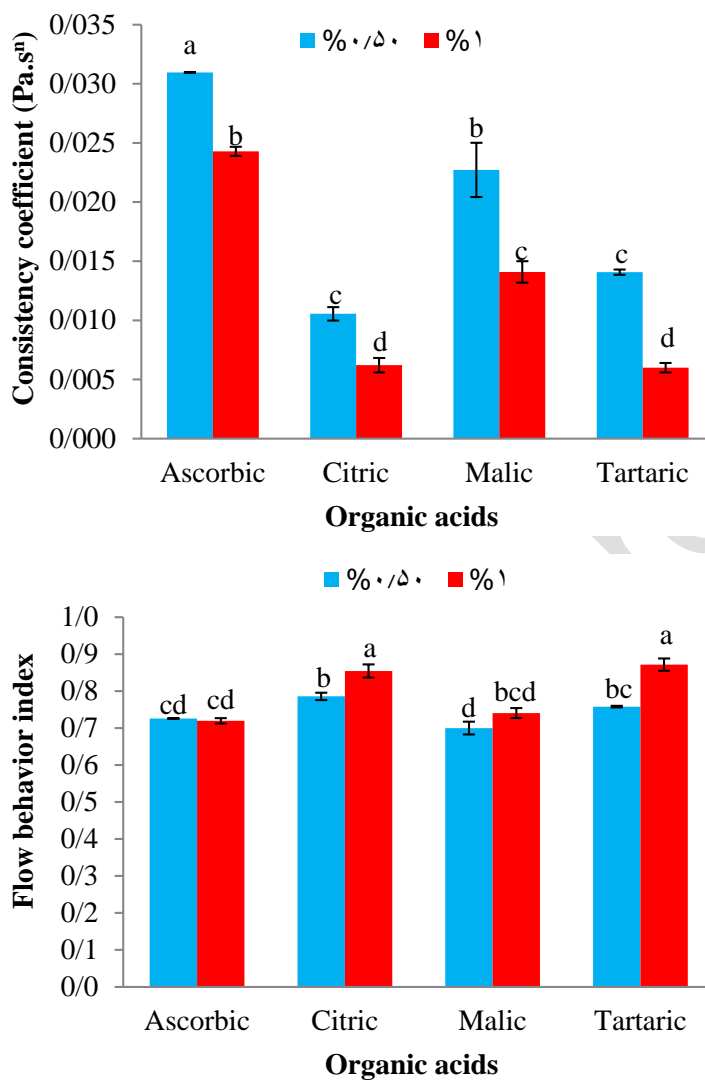 %۰/۵۰ %۱
Consistency coefficient (Pa.sⁿ)
0/035
0/030
0/025
0/020
0/015
0/010
0/005
0/000
a
b
c
d
b
c
c
d
Ascorbic Citric Malic Tartaric
Organic acids
%۰/۵۰ %۱
Flow behavior index
1/0
0/9
0/8
0/7
0/6
0/5
0/4
0/3
0/2
0/1
0/0
cd
cd
b
a
d
bcd
bc
a
Ascorbic Citric Malic Tartaric
Organic acids